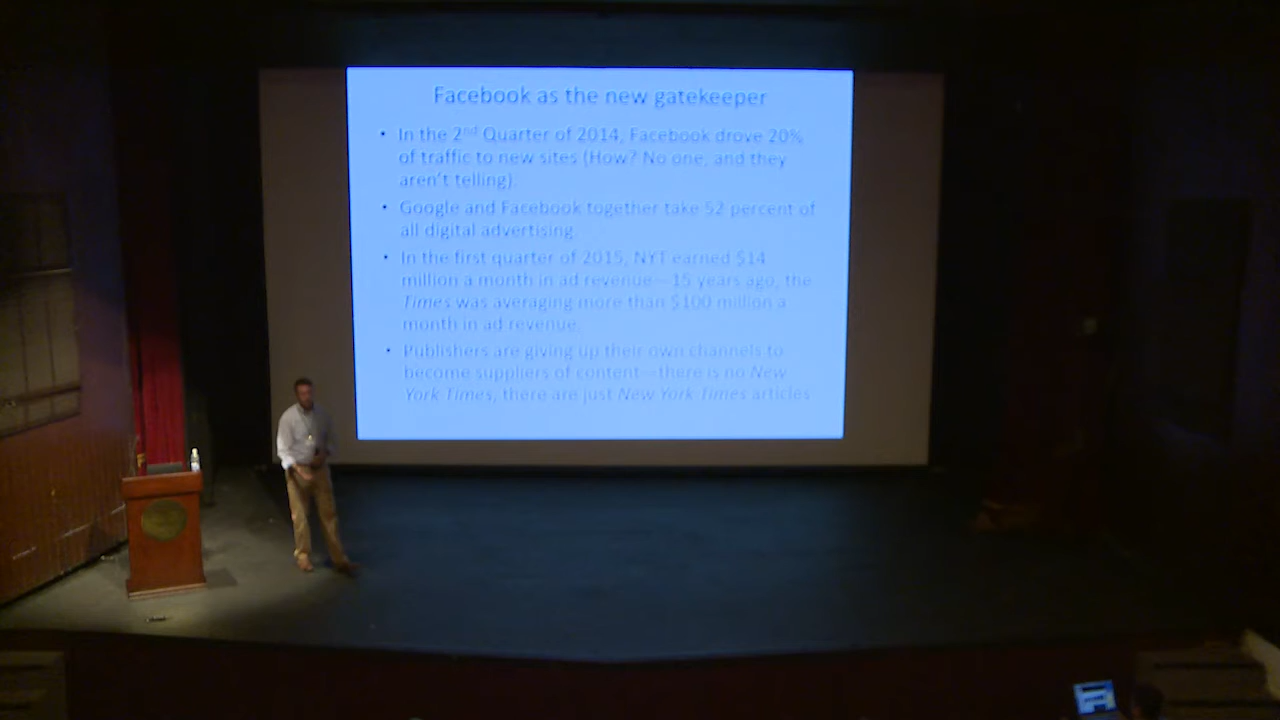 Facebook as the new gatekeeper
• In the 2nd Quarter of 2014, Facebook drove 20%
of traffic to new sites (How? No one, and they
aren't telling).
• Google and Facebook together take 52 percent of
all digital advertising.
• In the first quarter of 2015, NYT earned $14
million a month in ad revenue— 15 years ago, the
Times was averaging more than $100 million a
month in ad revenue.
• Publishers are giving up their own channels to
become suppliers of content—there is no New
York Times, there are just New York Times articles